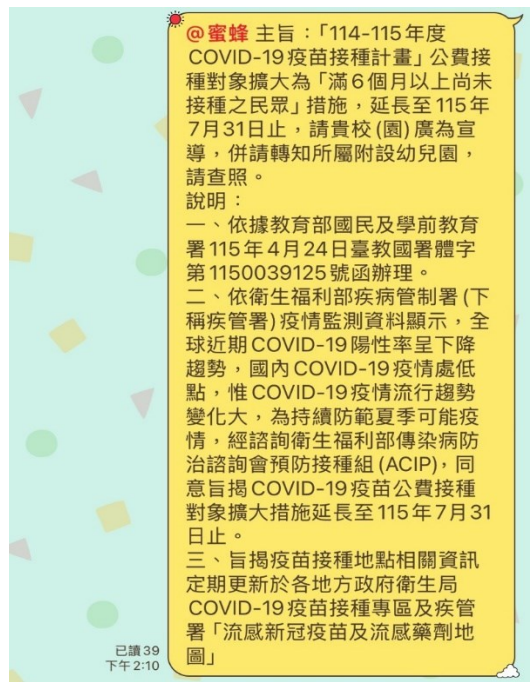 @蜜蜂 主旨：「114-115年度
COVID-19疫苗接種計畫」公費接
種對象擴大為「滿6個月以上尚未
接種之民眾」措施，延長至115年
7月31日止，請貴校(園)廣為宣
導，併請轉知所屬附設幼兒園，
請查照。
說明：
一、依據教育部國民及學前教育
署115年4月24日臺教國署體字
第1150039125號函辦理。
二、依衛生福利部疾病管制署(下
稱疾管署)疫情監測資料顯示，全
球近期COVID-19陽性率呈下降
趨勢，國內COVID-19疫情處低
點，惟COVID-19疫情流行趨勢
變化大，為持續防範夏季可能疫
情，經諮詢衛生福利部傳染病防
治諮詢會預防接種組(ACIP)，同
意旨揭COVID-19疫苗公費接種
對象擴大措施延長至115年7月31
日止。
三、旨揭疫苗接種地點相關資訊
定期更新於各地方政府衛生局
COVID-19疫苗接種專區及疾管
署「流感新冠疫苗及流感藥劑地
圖」
已讀39
下午2:10